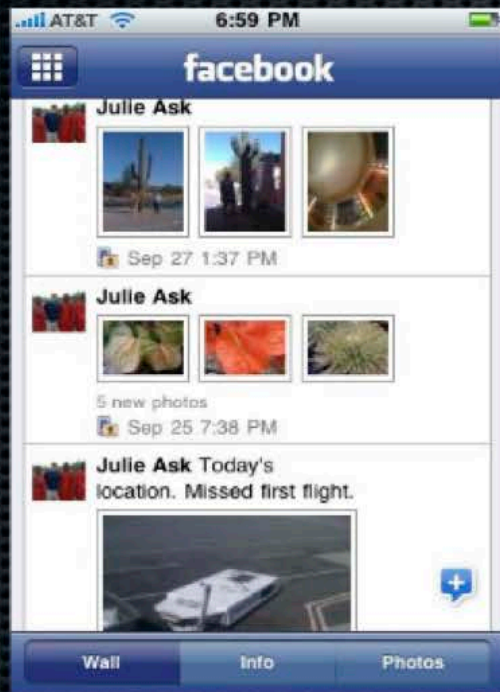 AT&T 6:59 PM
facebook
Julie Ask
Sep 27 1:37 PM
Julie Ask
5 new photos
Sep 25 7:38 PM
Julie Ask Today's
location. Missed first flight.
Wall Info Photos